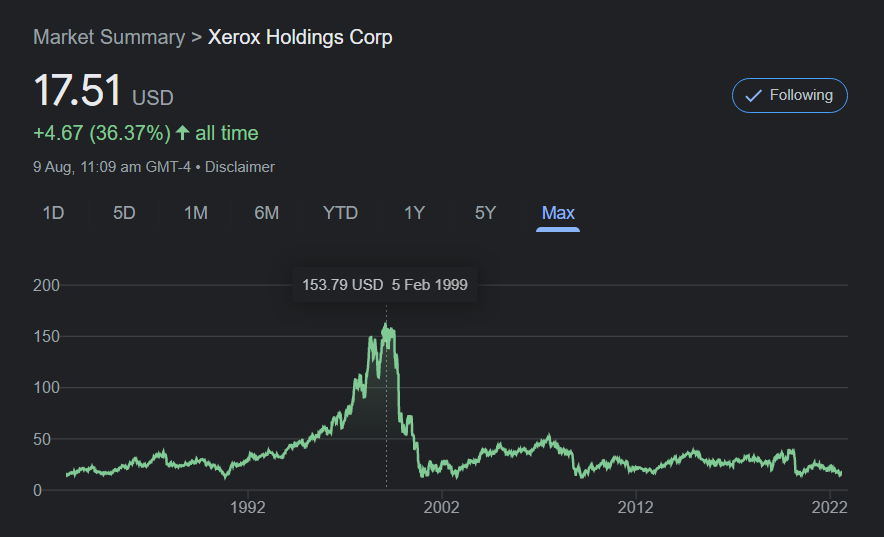 Market Summary > Xerox Holdings Corp
17.51 USD
Following
+4.67 (36.37%) ↑ all time
9 Aug, 11:09 am GMT-4 • Disclaimer
1D 5D 1M 6M YTD 1Y 5Y Max
153.79 USD 5 Feb 1999
200
150
100
50
0
1992 2002 2012 2022